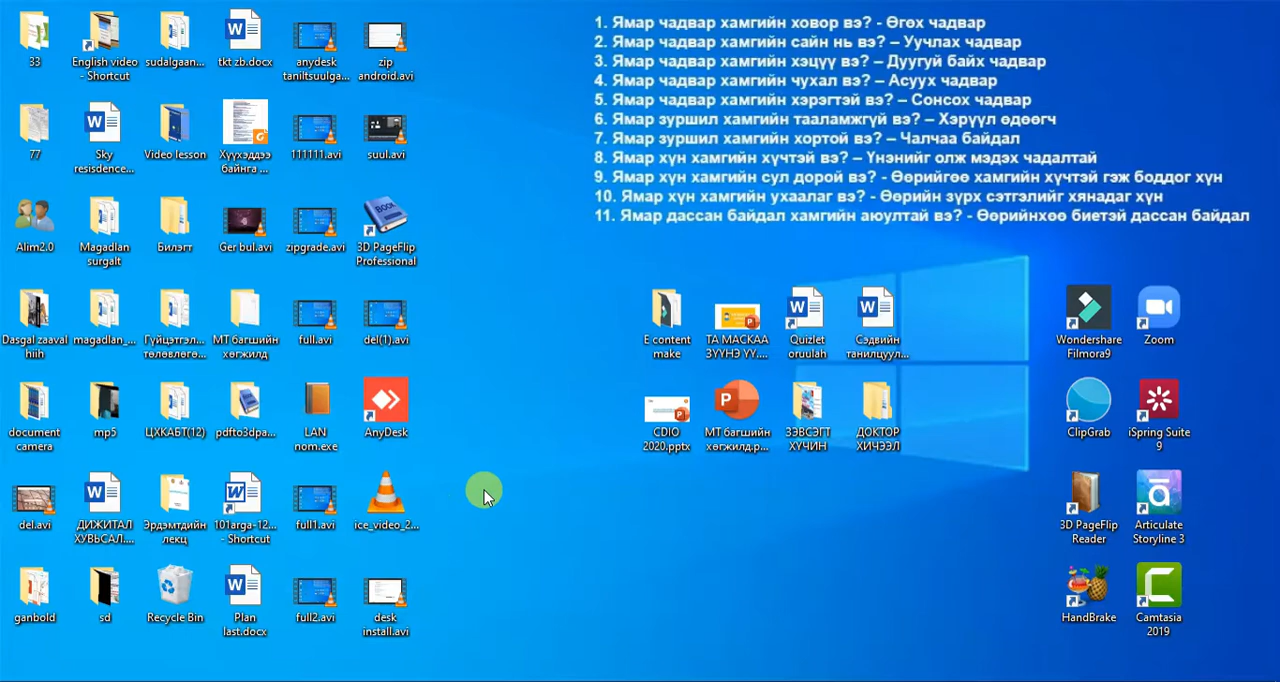 1. Ямар чадвар хамгийн ховор вэ? - Өгөх чадвар
2. Ямар чадвар хамгийн сайн нь вэ? – Уучлах чадвар
3. Ямар чадвар хамгийн хэцүү вэ? – Дуугүй байх чадвар
4. Ямар чадвар хамгийн чухал вэ? – Асуух чадвар
5. Ямар чадвар хамгийн хэрэгтэй вэ? – Сонсох чадвар
6. Ямар зуршил хамгийн тааламжгүй вэ? – Хэрүүл өдөөгч
7. Ямар зуршил хамгийн хортой вэ? – Чалчаа байдал
8. Ямар хүн хамгийн хүчтэй вэ? – Үнэнийг олж мэдэх чадалтай
9. Ямар хүн хамгийн сул дорой вэ? - Өөрийгөө хамгийн хүчтэй гэж боддог хүн
10. Ямар хүн хамгийн ухаалаг вэ? - Өөрийн зүрх сэтгэлийг хянадаг хүн
11. Ямар дассан байдал хамгийн аюултай вэ? - Өөрийнхөө биетэй дассан байдал
33
English video
- Shortcut
sudalgaan...
tkt zb.docx
anydesk
taniltsuulga...
zip
android.avi
77
Sky
resisdence...
Video lesson
Хүүхэддээ
байнга ...
111111.avi
suul.avi
Alim2.0
Magadlan
surgalt
Билэгт
Ger bul.avi
zipgrade.avi
3D PageFlip
Professional
Dasgal zaaval
hiih
magadlan_...
Гүйцэтгэл...
төлөвлөгө...
МТ багшийн
хөгжилд
full.avi
del(1).avi
E content
make
ТА МАСКАА
ЗҮҮНЭ ҮҮ....
Quizlet
oruulah
Сэдвийн
танилцуул...
Wondershare
Filmora9
Zoom
document
camera
mp5
ЦХКАБТ(12)
pdfto3dpa...
LAN
nom.exe
AnyDesk
CDIO
2020.pptx
МТ багшийн
хөгжилд.p...
ЗЭВСЭГТ
ХҮЧИН
ДОКТОР
ХИЧЭЭЛ
ClipGrab
iSpring Suite
9
del.avi
ДИЖИТАЛ
ХУВЬСАЛ....
Эрдэмтдийн
лекц
101arga-12...
- Shortcut
full1.avi
ice_video_2...
3D PageFlip
Reader
Articulate
Storyline 3
ganbold
sd
Recycle Bin
Plan
last.docx
full2.avi
desk
install.avi
HandBrake
Camtasia
2019